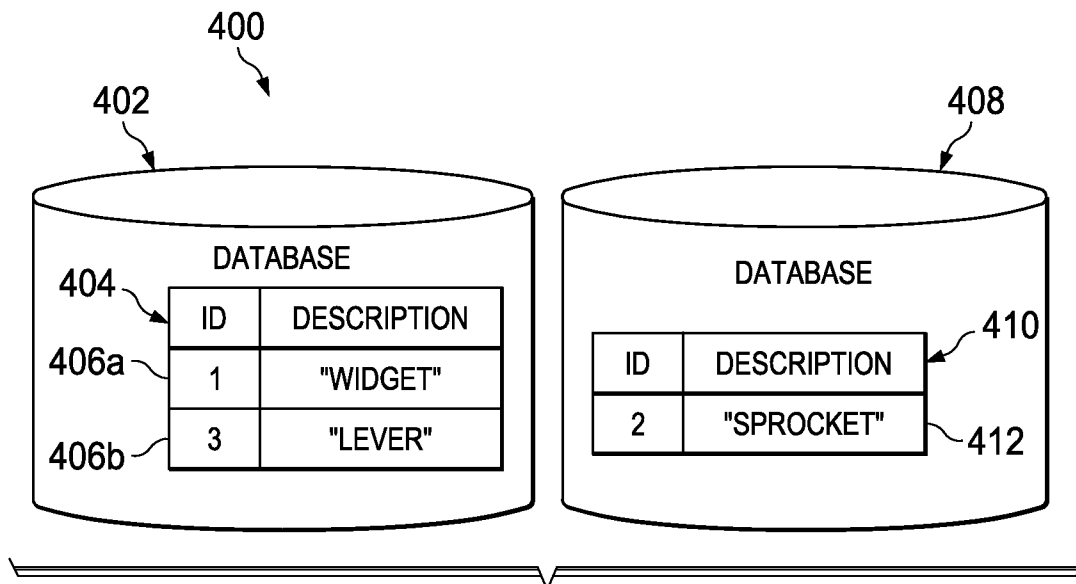 400
402
408
DATABASE
DATABASE
404
ID DESCRIPTION
410
406a
1 "WIDGET"
ID DESCRIPTION
406b
3 "LEVER"
2 "SPROCKET"
412